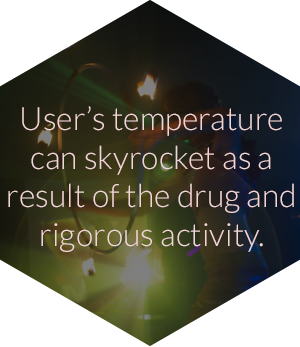 User’s temperature
can skyrocket as a
result of the drug and
rigorous activity.